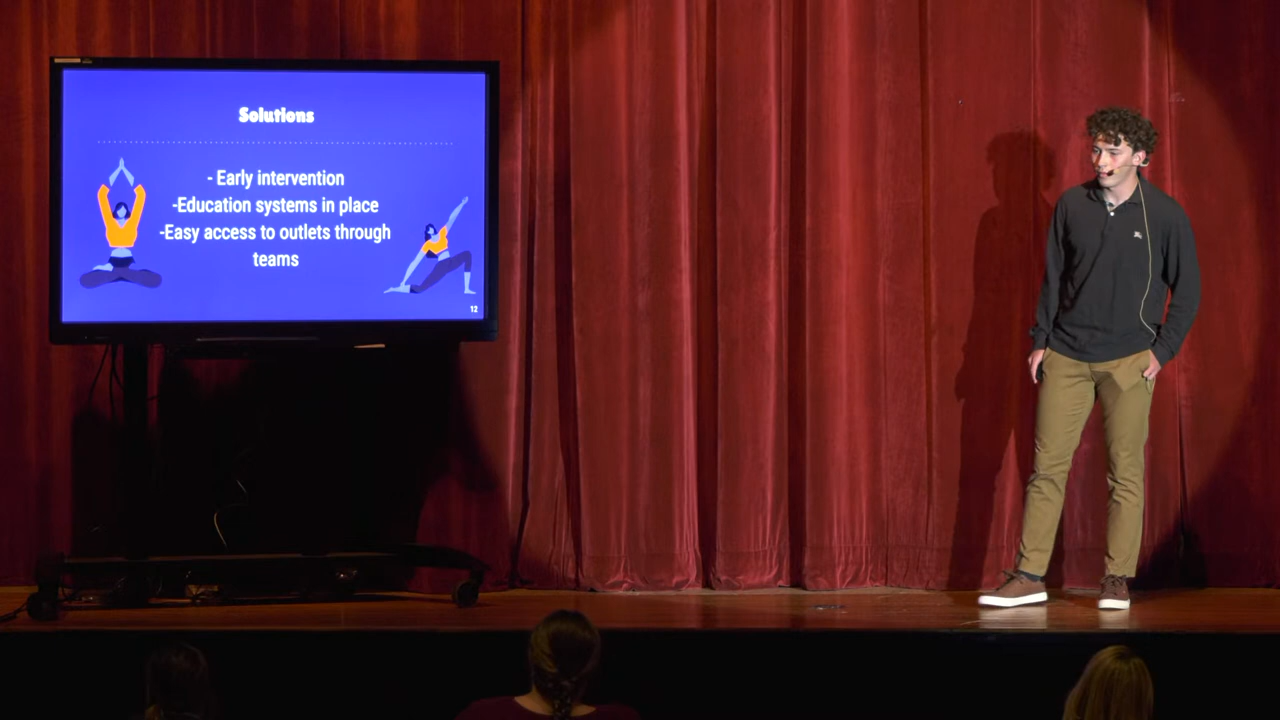 Solutions
- Early intervention
-Education systems in place
-Easy access to outlets through
teams
12